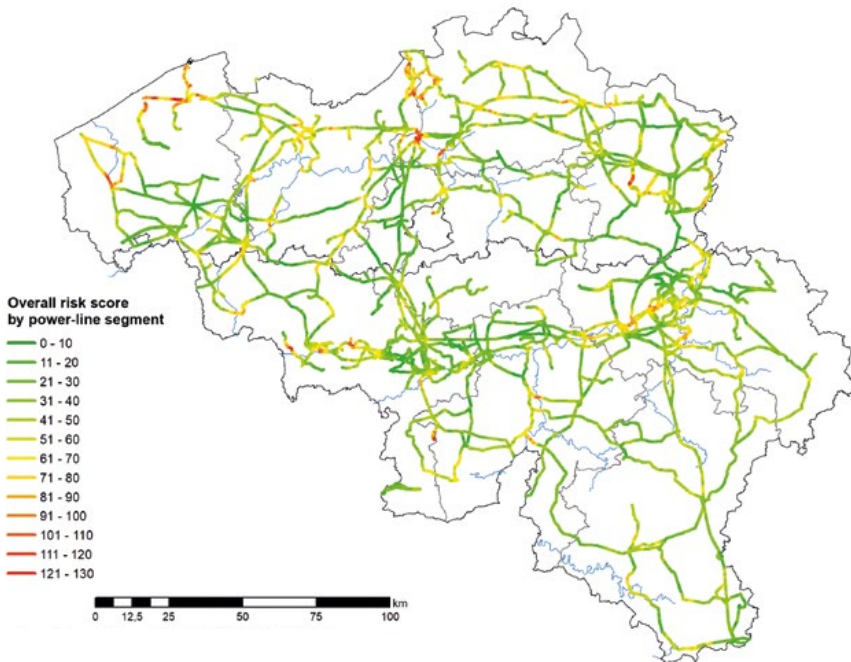 Overall risk score
by power-line segment
0 - 10
11 - 20
21 - 30
31 - 40
41 - 50
51 - 60
61 - 70
71 - 80
81 - 90
91 - 100
101 - 110
111 - 120
121 - 130
km
0 12,5 25 50 75 100